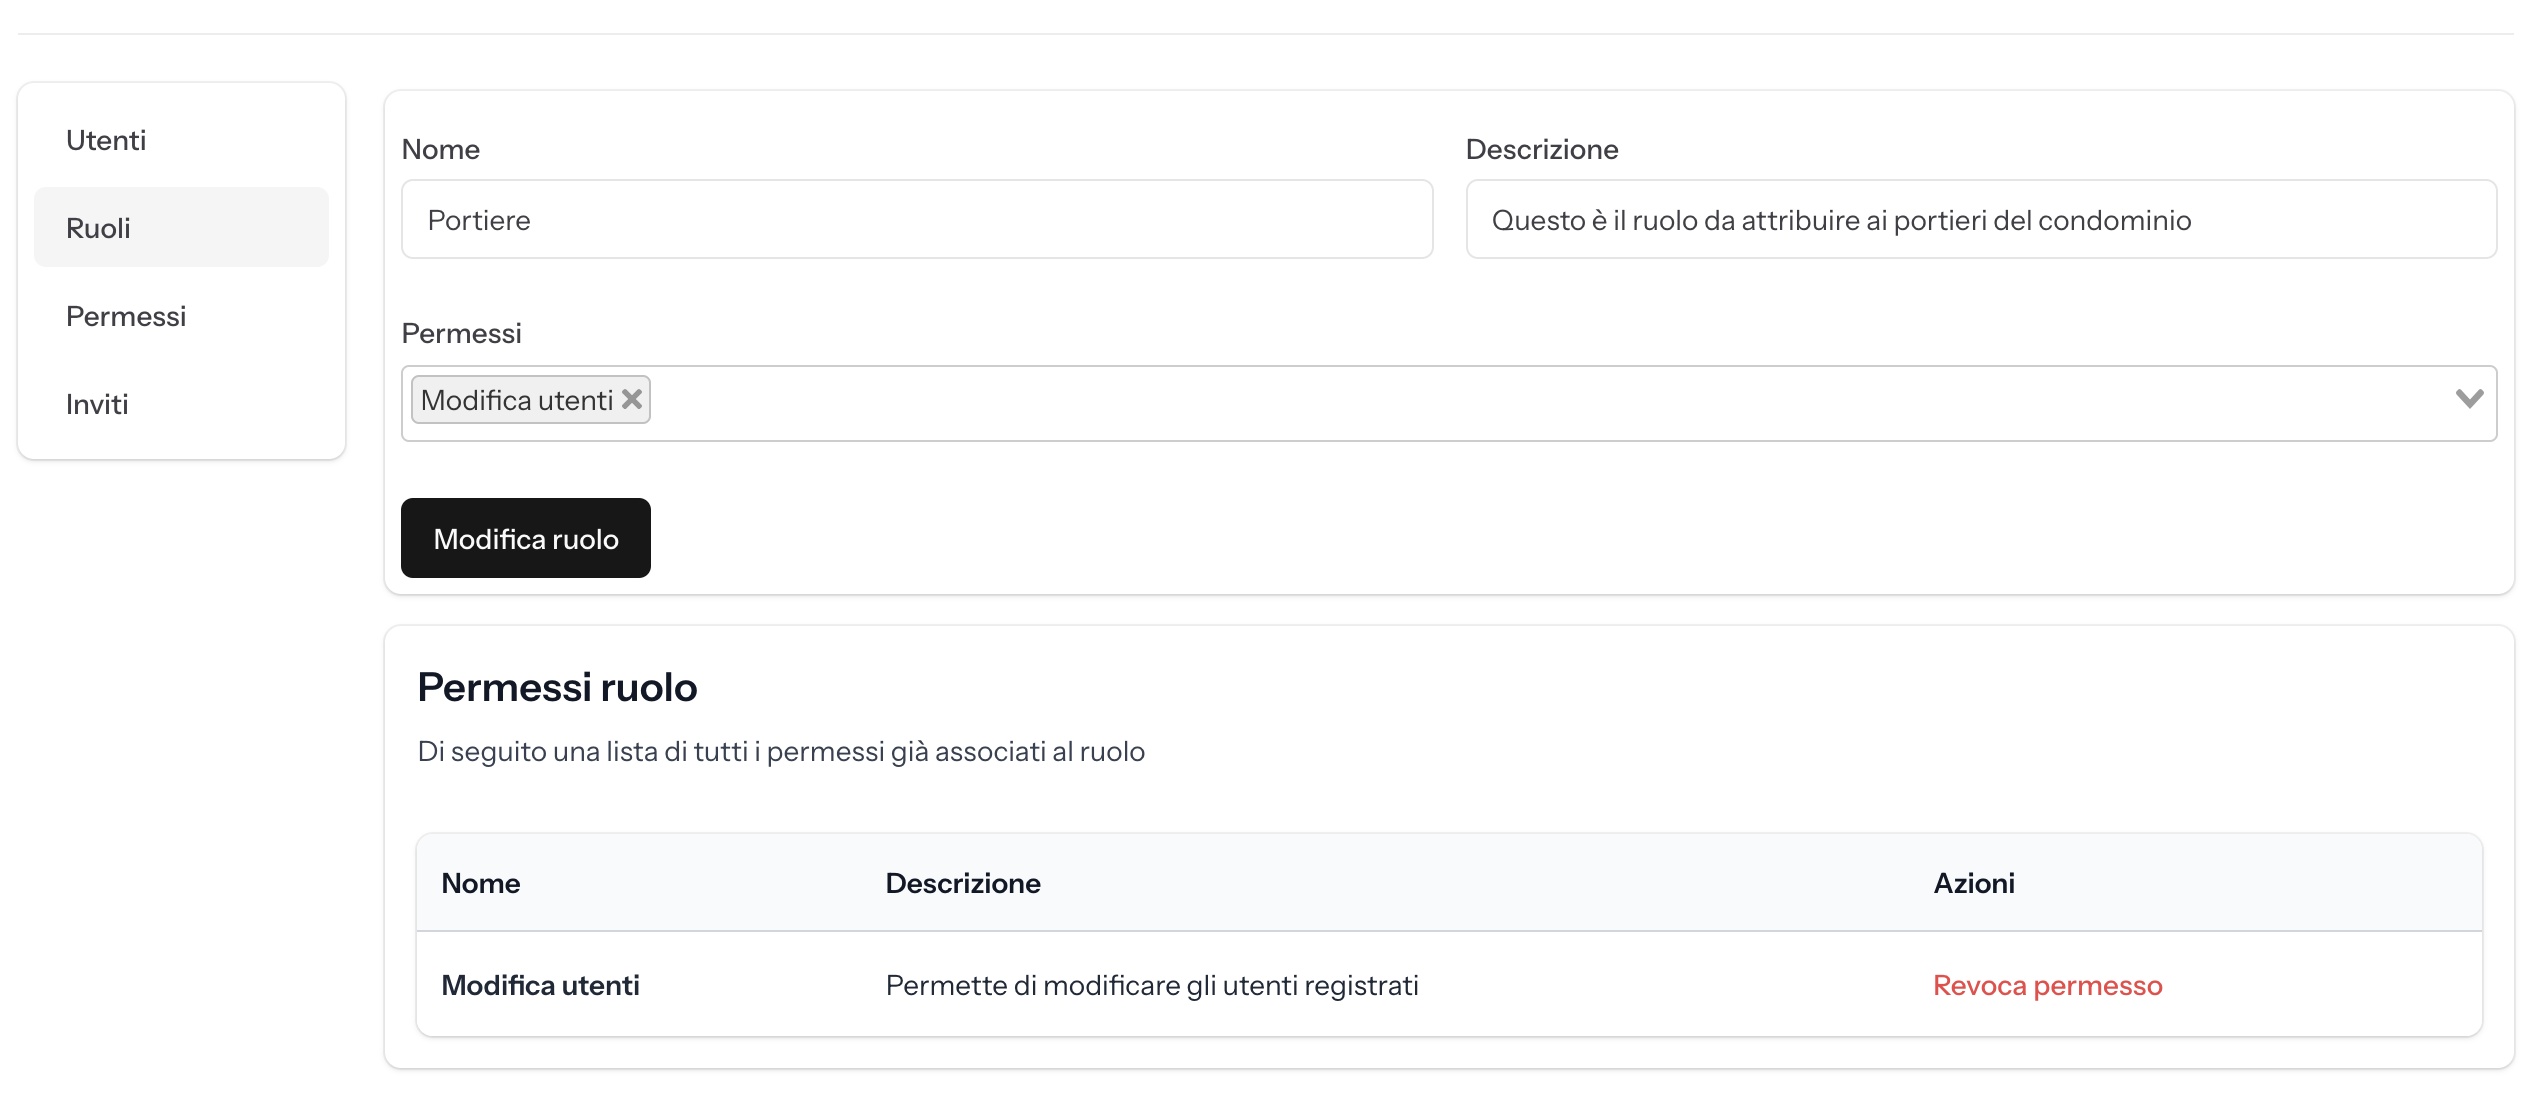 Utenti
Ruoli
Permessi
Inviti
Nome
Portiere
Descrizione
Questo è il ruolo da attribuire ai portieri del condominio
Permessi
Modifica utenti
Modifica ruolo
Permessi ruolo
Di seguito una lista di tutti i permessi già associati al ruolo
Nome Descrizione Azioni
Modifica utenti Permette di modificare gli utenti registrati Revoca permesso